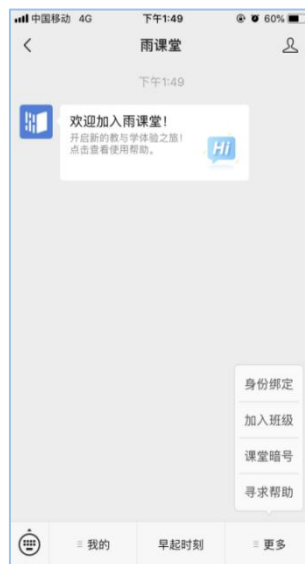 中国移动 4G 下午1:49 60%
雨课堂
下午1:49
欢迎加入雨课堂！
开启新的教与学体验之旅！
点击查看使用帮助。
Hi
身份绑定
加入班级
课堂暗号
寻求帮助
我的 早起时刻 更多